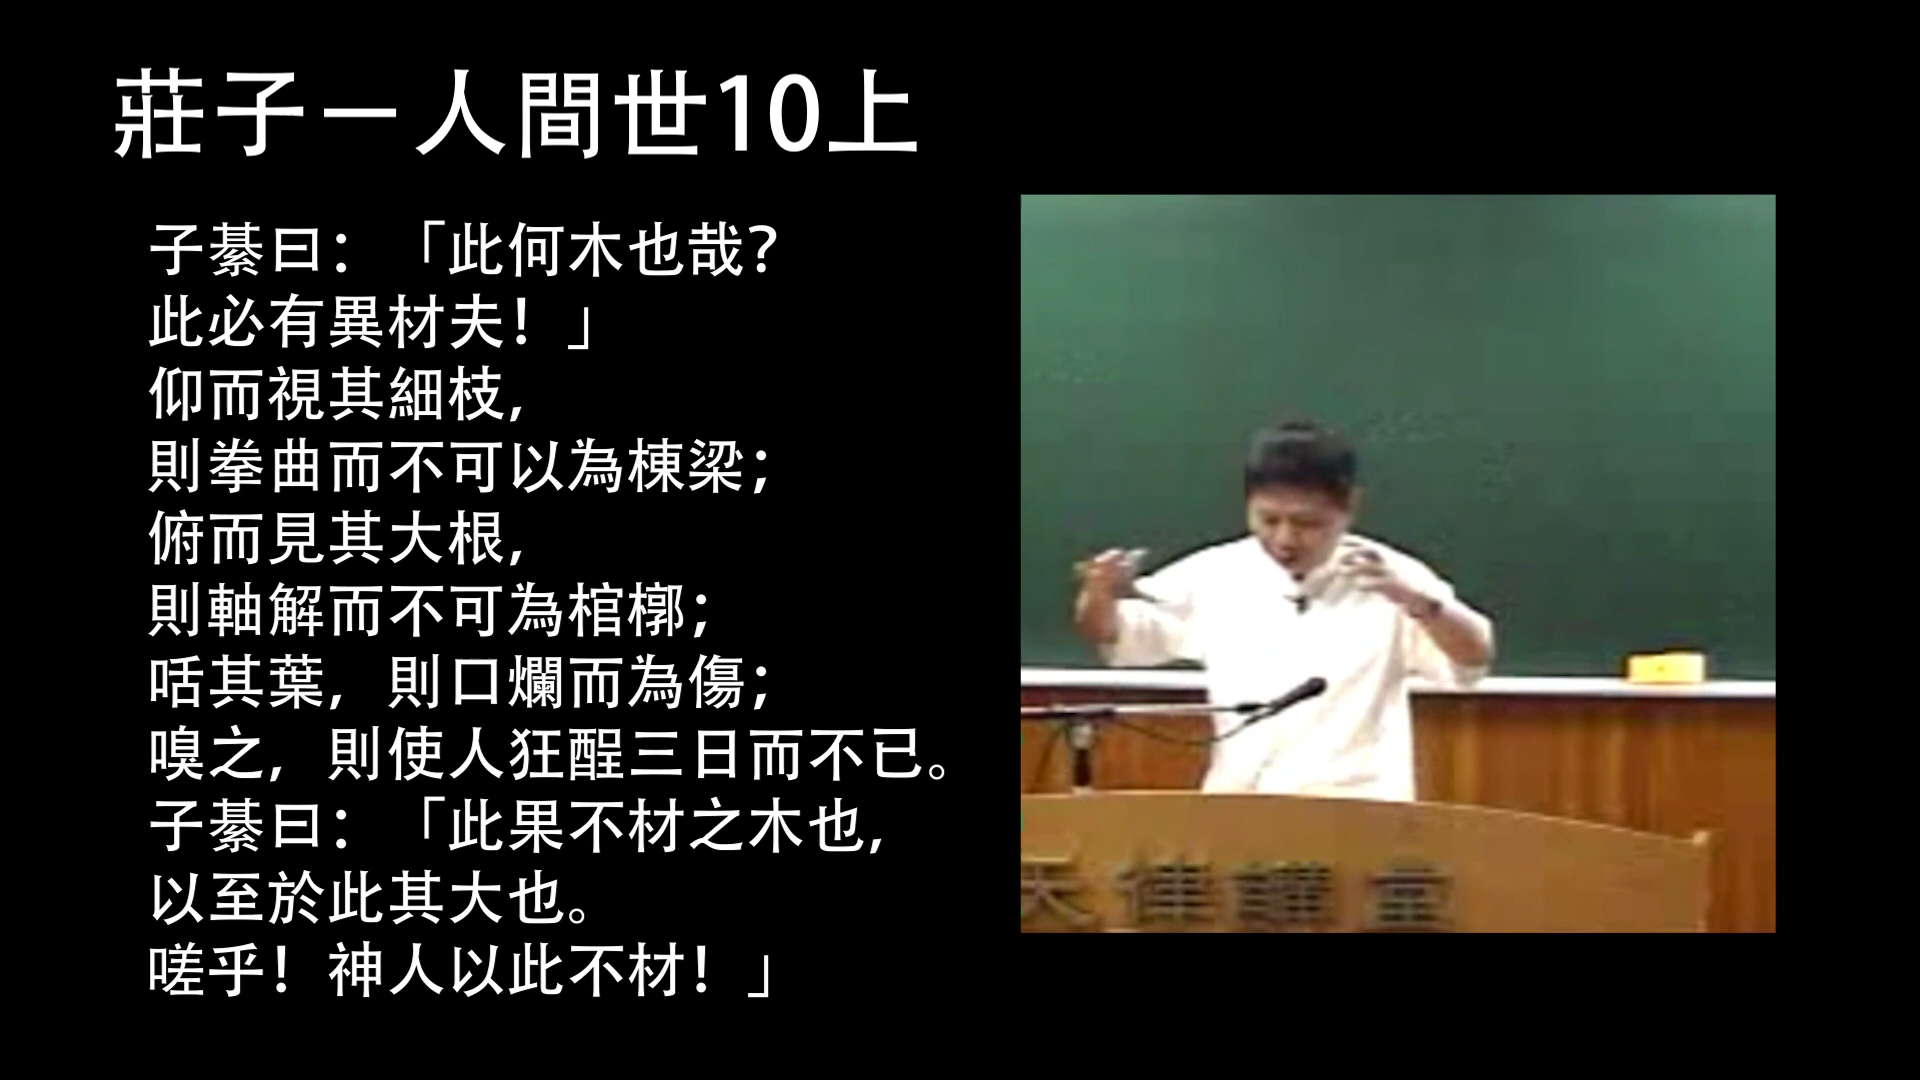 莊子－人間世10上
子綦曰：「此何木也哉？
此必有異材夫！」
仰而視其細枝，
則拳曲而不可以為棟梁；
俯而見其大根，
則軸解而不可為棺槨；
咶其葉，則口爛而為傷；
嗅之，則使人狂酲三日而不已。
子綦曰：「此果不材之木也，
以至於此其大也。
嗟乎！神人以此不材！」
天律講堂